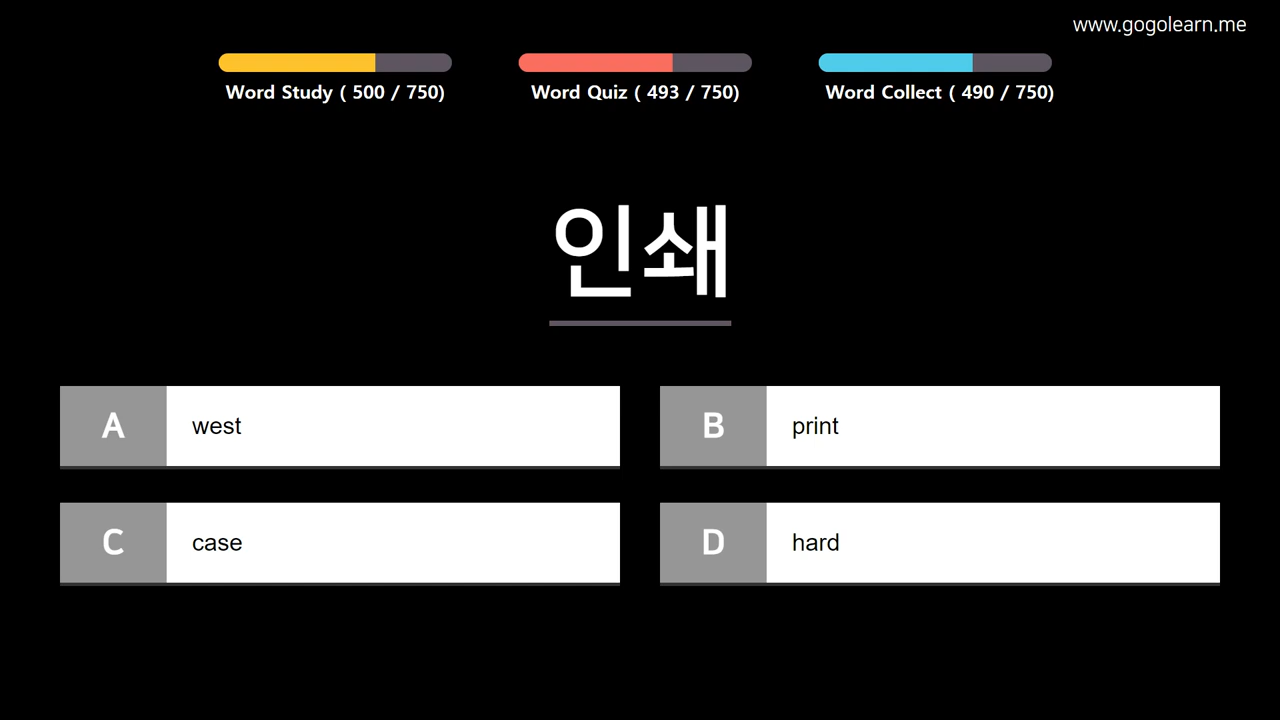 www.gogolearn.me
Word Study ( 500 / 750)
Word Quiz ( 493 / 750)
Word Collect ( 490 / 750)
인쇄
A west
B print
C case
D hard